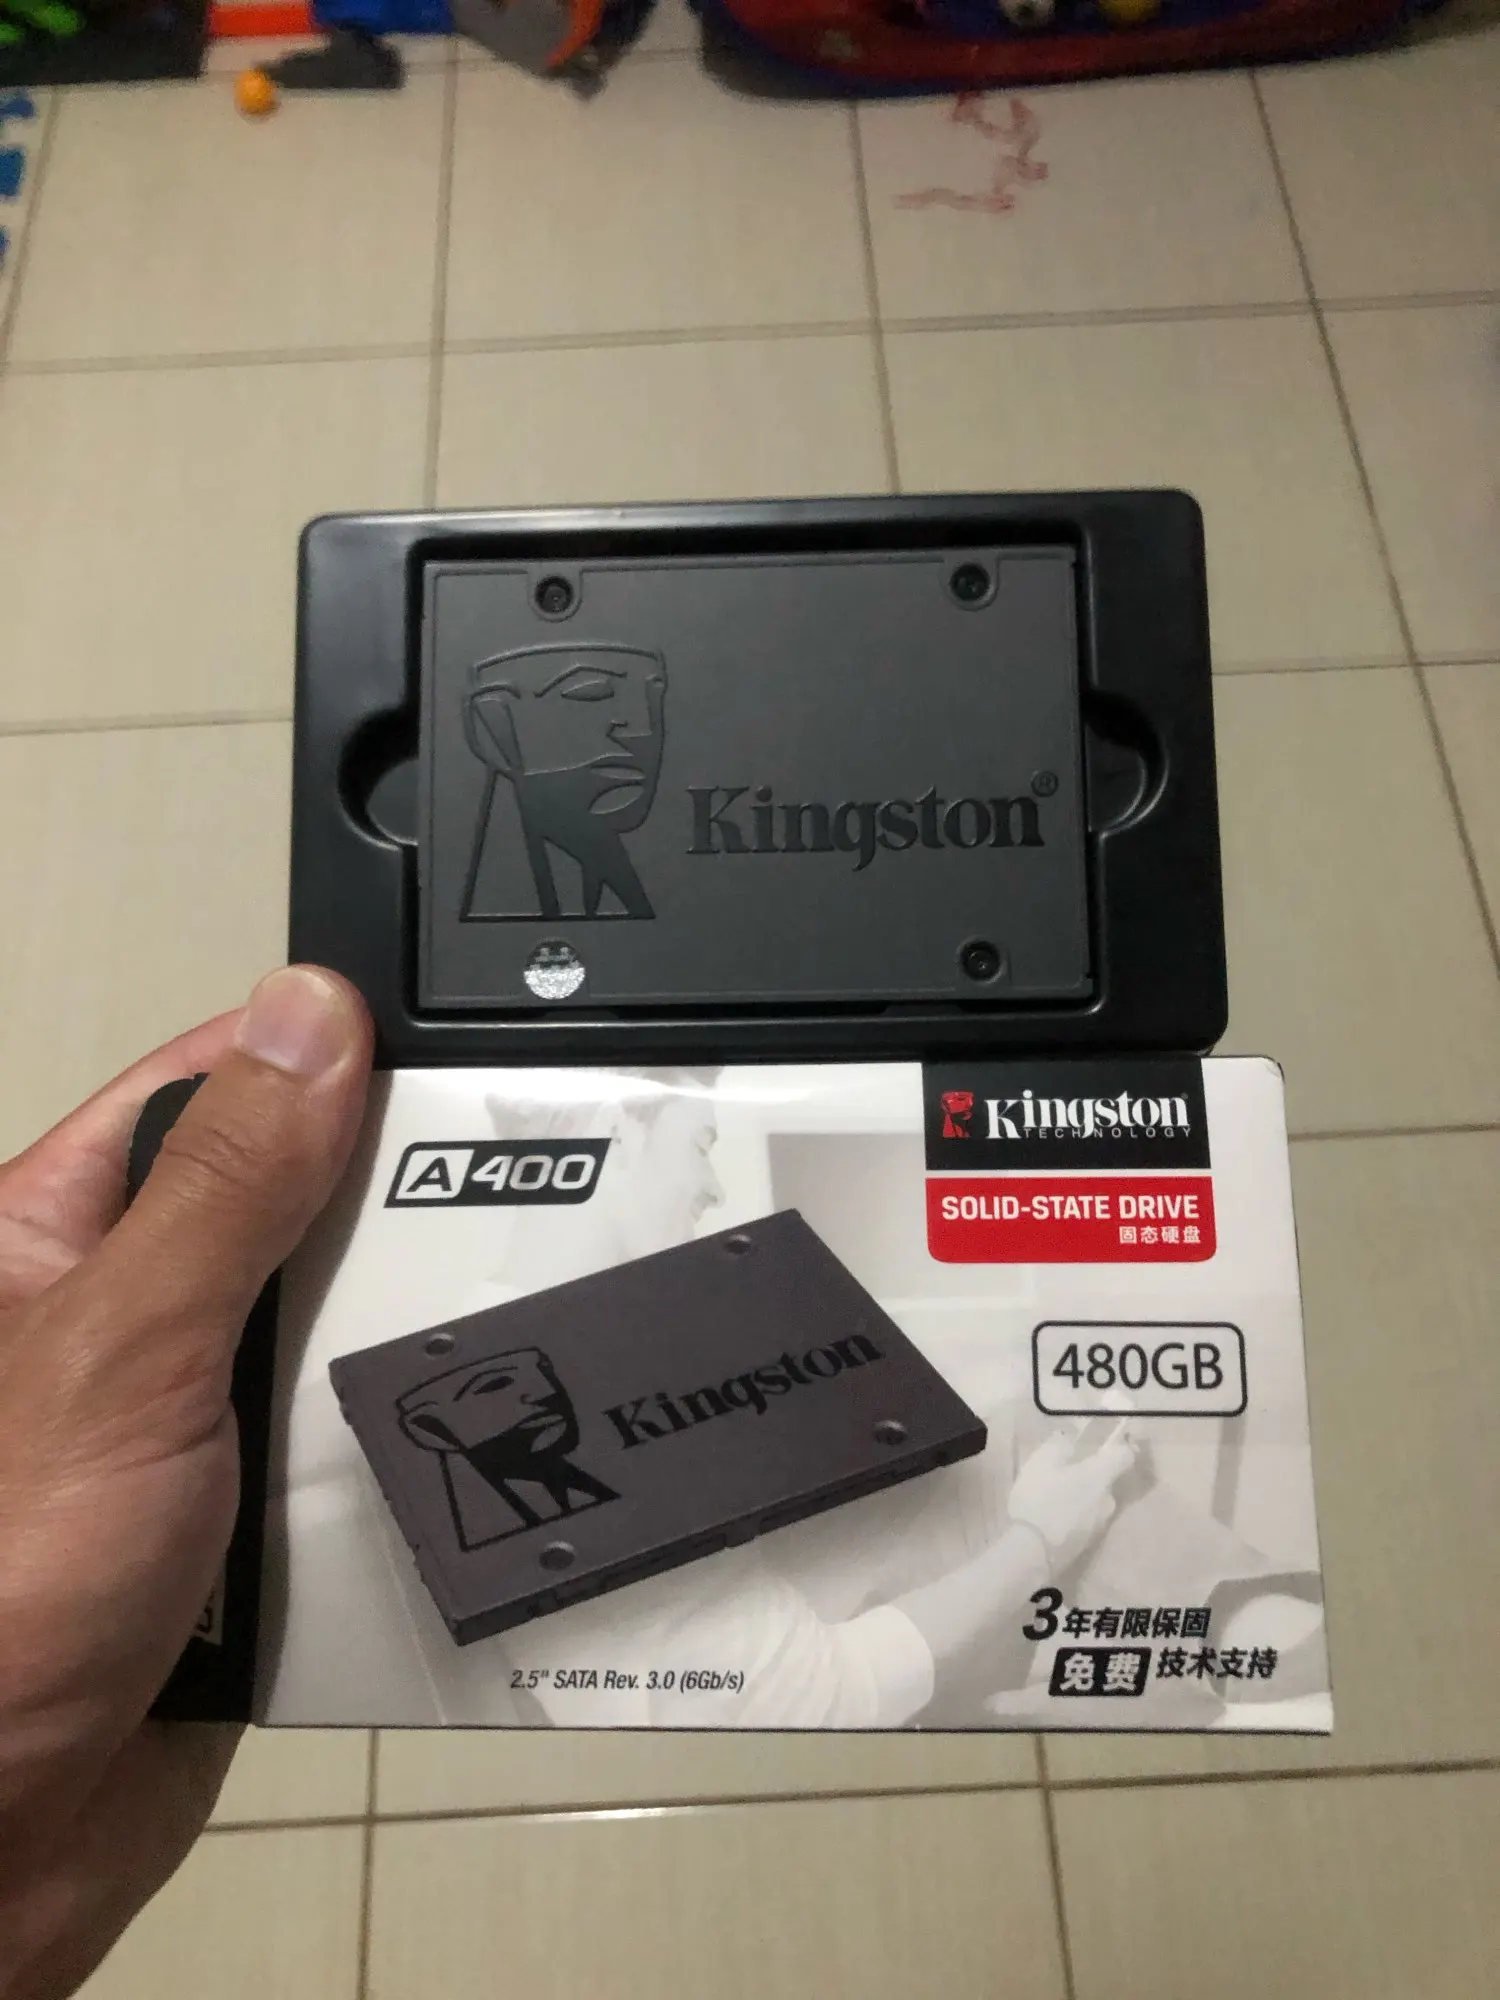 Kingston®
A400
Kingston
TECHNOLOGY
SOLID-STATE DRIVE
固态硬盘
Kingston
480GB
3年有限保固
免费 技术支持
2.5" SATA Rev. 3.0 (6Gb/s)